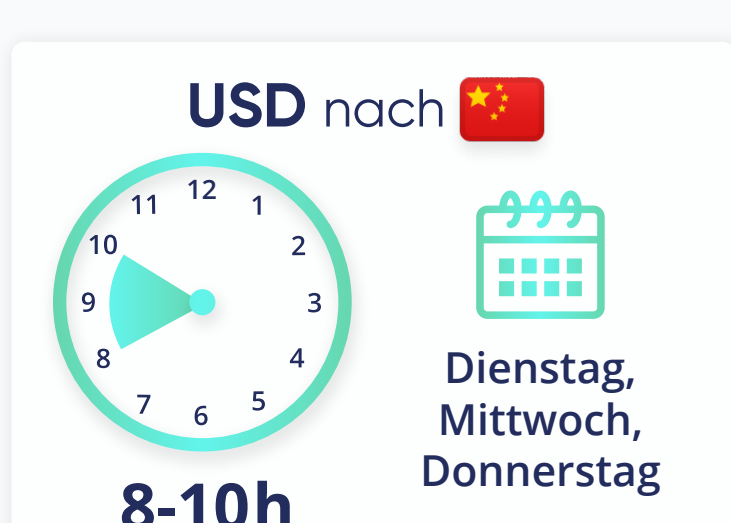 USD nach
12
11
1
10
2
9
3
8
4
7
5
6
Dienstag,
Mittwoch,
Donnerstag
8-10h